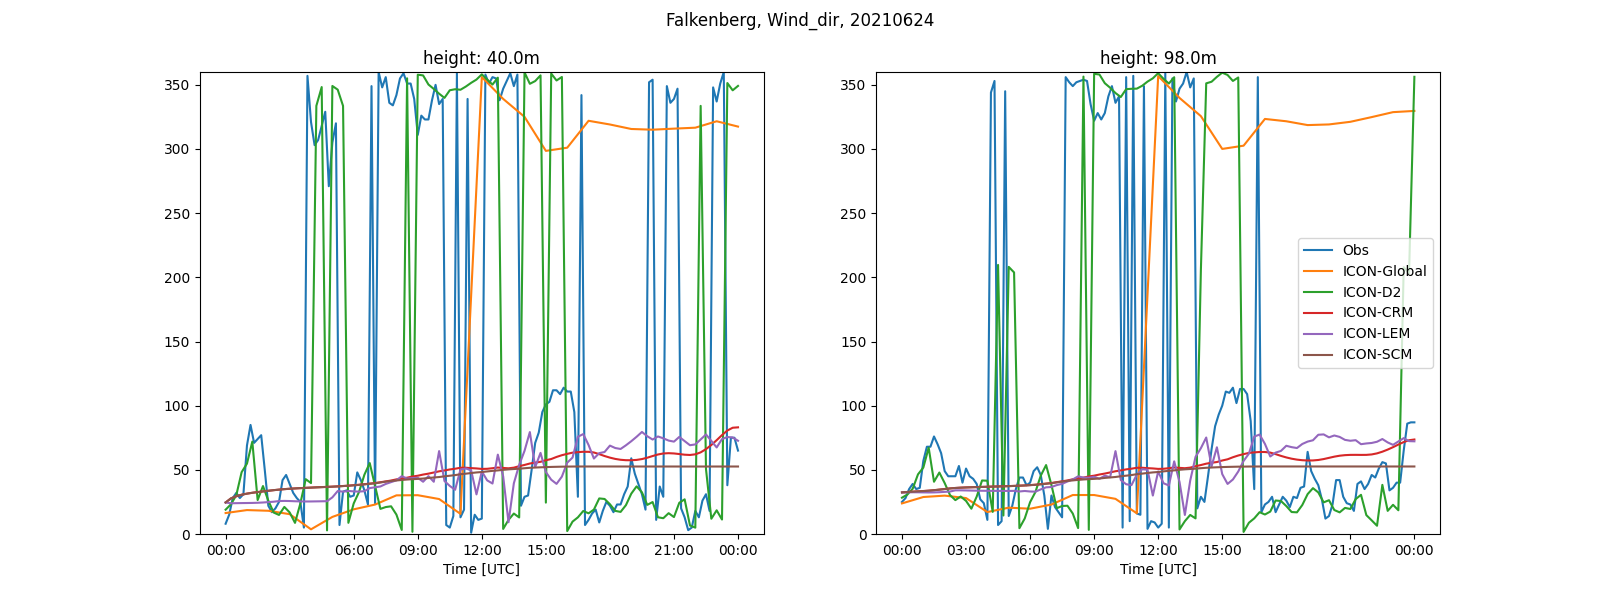 Falkenberg, Wind_dir, 20210624
height: 40.0m
350
300
250
200
150
100
50
0
00:00 03:00 06:00 09:00 12:00 15:00 18:00 21:00 00:00
Time [UTC]
height: 98.0m
350
300
250
200
150
100
50
0
Obs
ICON-Global
ICON-D2
ICON-CRM
ICON-LEM
ICON-SCM
00:00 03:00 06:00 09:00 12:00 15:00 18:00 21:00 00:00
Time [UTC]